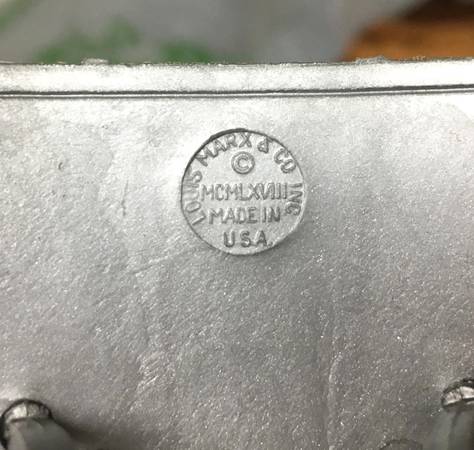 LOUIS MARX & CO INC
©
MCMLXVIII
MADE IN
U.S.A.